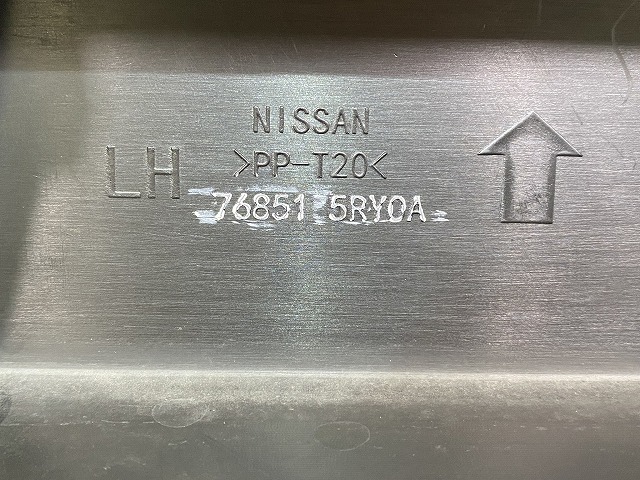 NISSAN
LH
>PP-T20<
76851 5RY0A